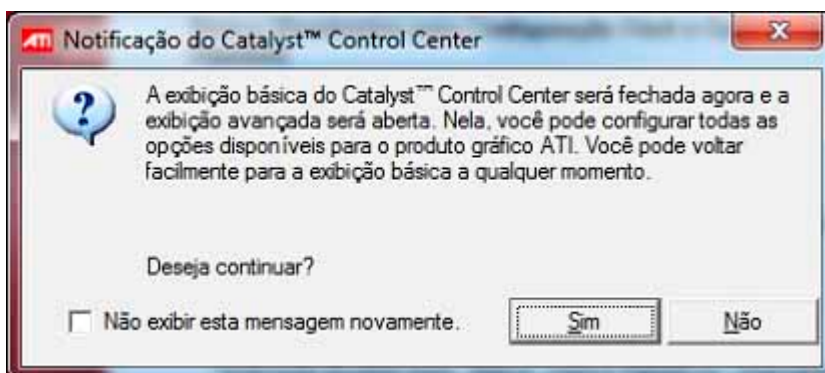 ATI Notificação do Catalyst™ Control Center
A exibição básica do Catalyst™ Control Center será fechada agora e a
exibição avançada será aberta. Nela, você pode configurar todas as
opções disponíveis para o produto gráfico ATI. Você pode voltar
facilmente para a exibição básica a qualquer momento.
Deseja continuar?
Não exibir esta mensagem novamente.
Sim
Não